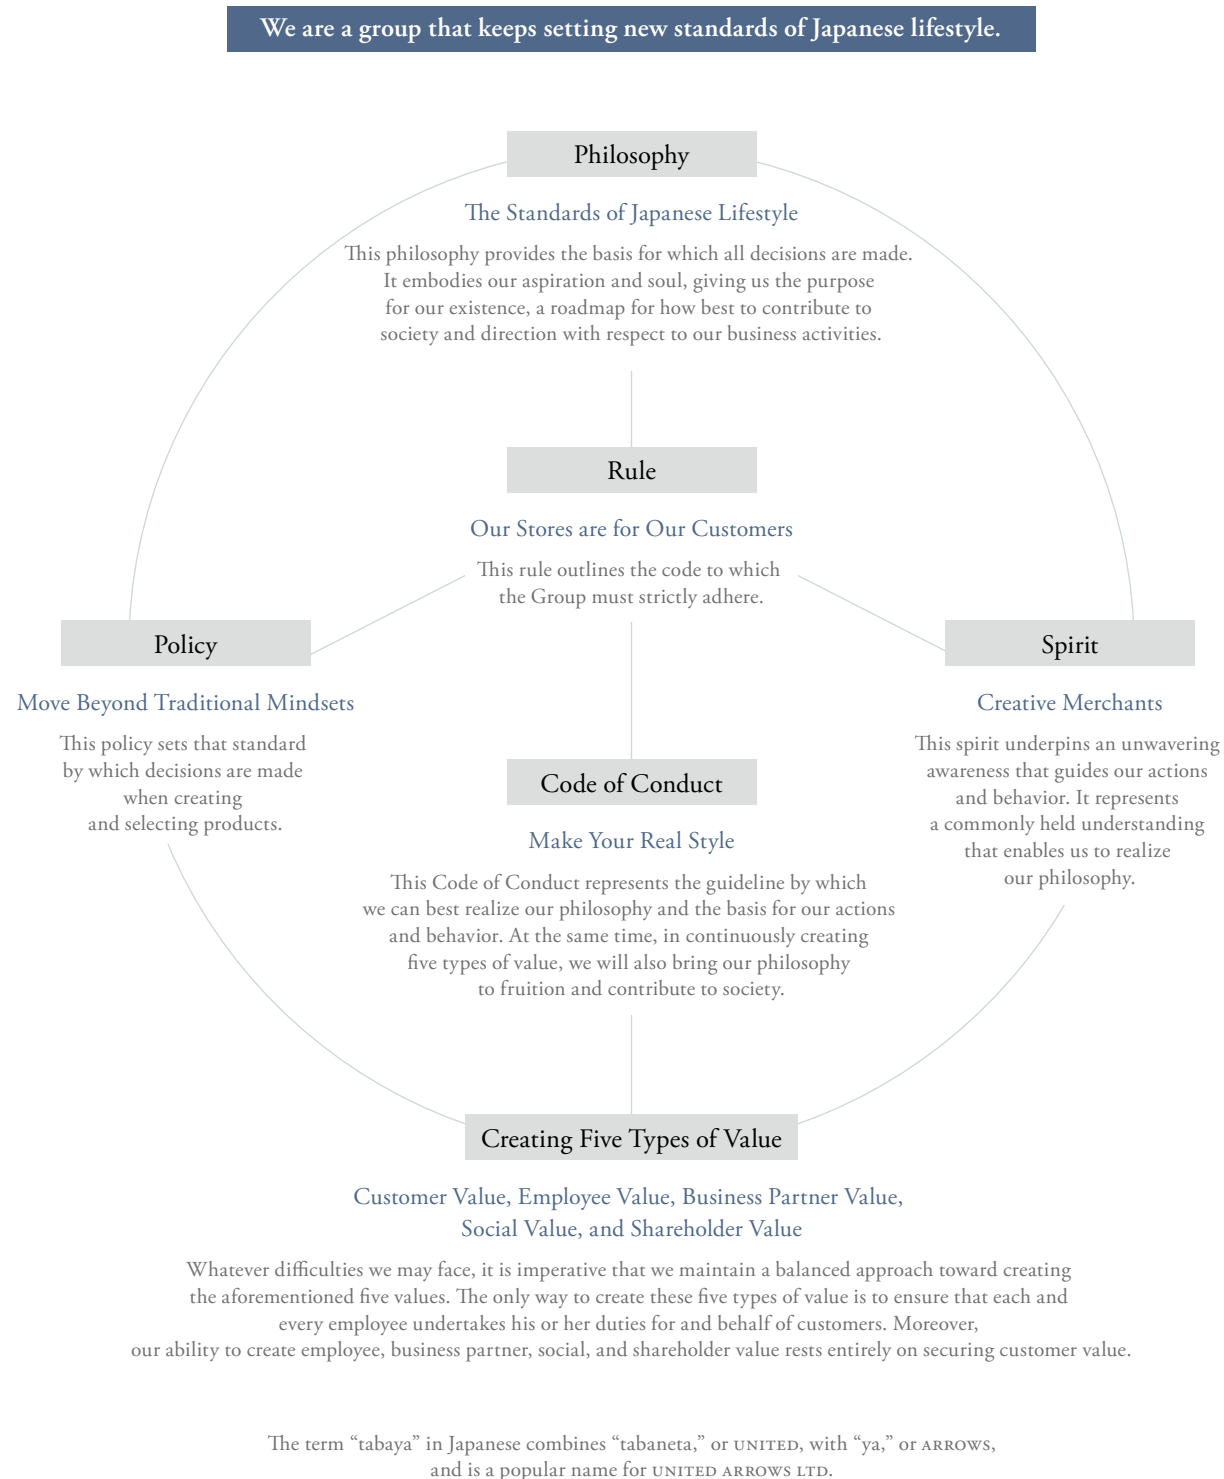 We are a group that keeps setting new standards of Japanese lifestyle.
Philosophy
The Standards of Japanese Lifestyle
This philosophy provides the basis for which all decisions are made.
It embodies our aspiration and soul, giving us the purpose
for our existence, a roadmap for how best to contribute to
society and direction with respect to our business activities.
Rule
Our Stores are for Our Customers
This rule outlines the code to which
the Group must strictly adhere.
Policy
Move Beyond Traditional Mindsets
This policy sets that standard
by which decisions are made
when creating
and selecting products.
Spirit
Creative Merchants
This spirit underpins an unwavering
awareness that guides our actions
and behavior. It represents
a commonly held understanding
that enables us to realize
our philosophy.
Code of Conduct
Make Your Real Style
This Code of Conduct represents the guideline by which
we can best realize our philosophy and the basis for our actions
and behavior. At the same time, in continuously creating
five types of value, we will also bring our philosophy
to fruition and contribute to society.
Creating Five Types of Value
Customer Value, Employee Value, Business Partner Value,
Social Value, and Shareholder Value
Whatever difficulties we may face, it is imperative that we maintain a balanced approach toward creating
the aforementioned five values. The only way to create these five types of value is to ensure that each and
every employee undertakes his or her duties for and behalf of customers. Moreover,
our ability to create employee, business partner, social, and shareholder value rests entirely on securing customer value.
The term “tabaya” in Japanese combines “tabaneta,” or UNITED, with “ya,” or ARROWS,
and is a popular name for UNITED ARROWS LTD.